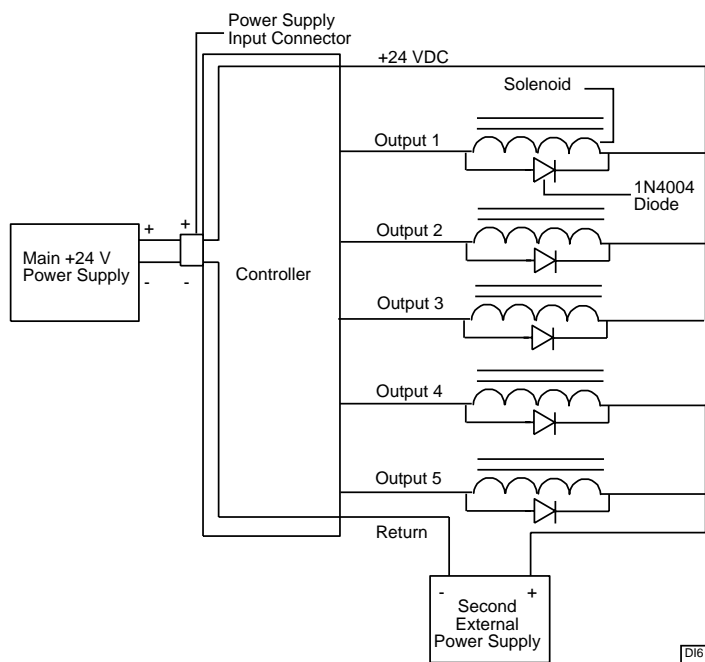 Power Supply
Input Connector
+24 VDC
Solenoid
Output 1
1N4004
Diode
+
+
Output 2
Main +24 V
Power Supply
Controller
-
-
Output 3
Output 4
Output 5
Return
-
+
Second
External
Power Supply
DI6